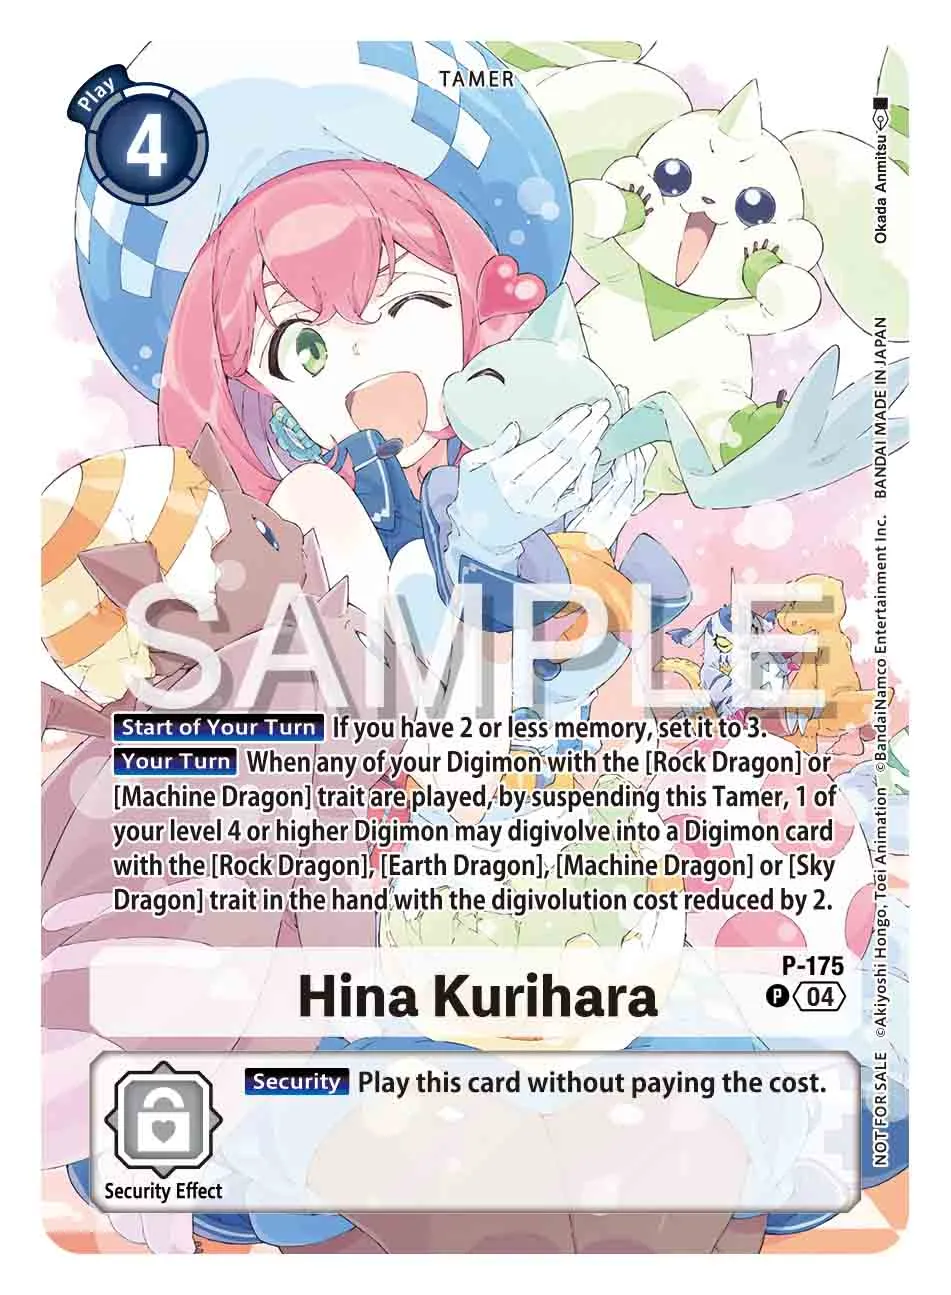 TAMER
Play
4
Okada Anmitsu
BANDAI MADE IN JAPAN
©BandaiNamco Entertainment Inc.
©Akiyoshi Hongo, Toei Animation
NOT FOR SALE
SAMPLE
Start of Your Turn If you have 2 or less memory, set it to 3.
Your Turn When any of your Digimon with the [Rock Dragon] or
[Machine Dragon] trait are played, by suspending this Tamer, 1 of
your level 4 or higher Digimon may digivolve into a Digimon card
with the [Rock Dragon], [Earth Dragon], [Machine Dragon] or [Sky
Dragon] trait in the hand with the digivolution cost reduced by 2.
P-175
Hina Kurihara
P 04
Security Play this card without paying the cost.
Security Effect